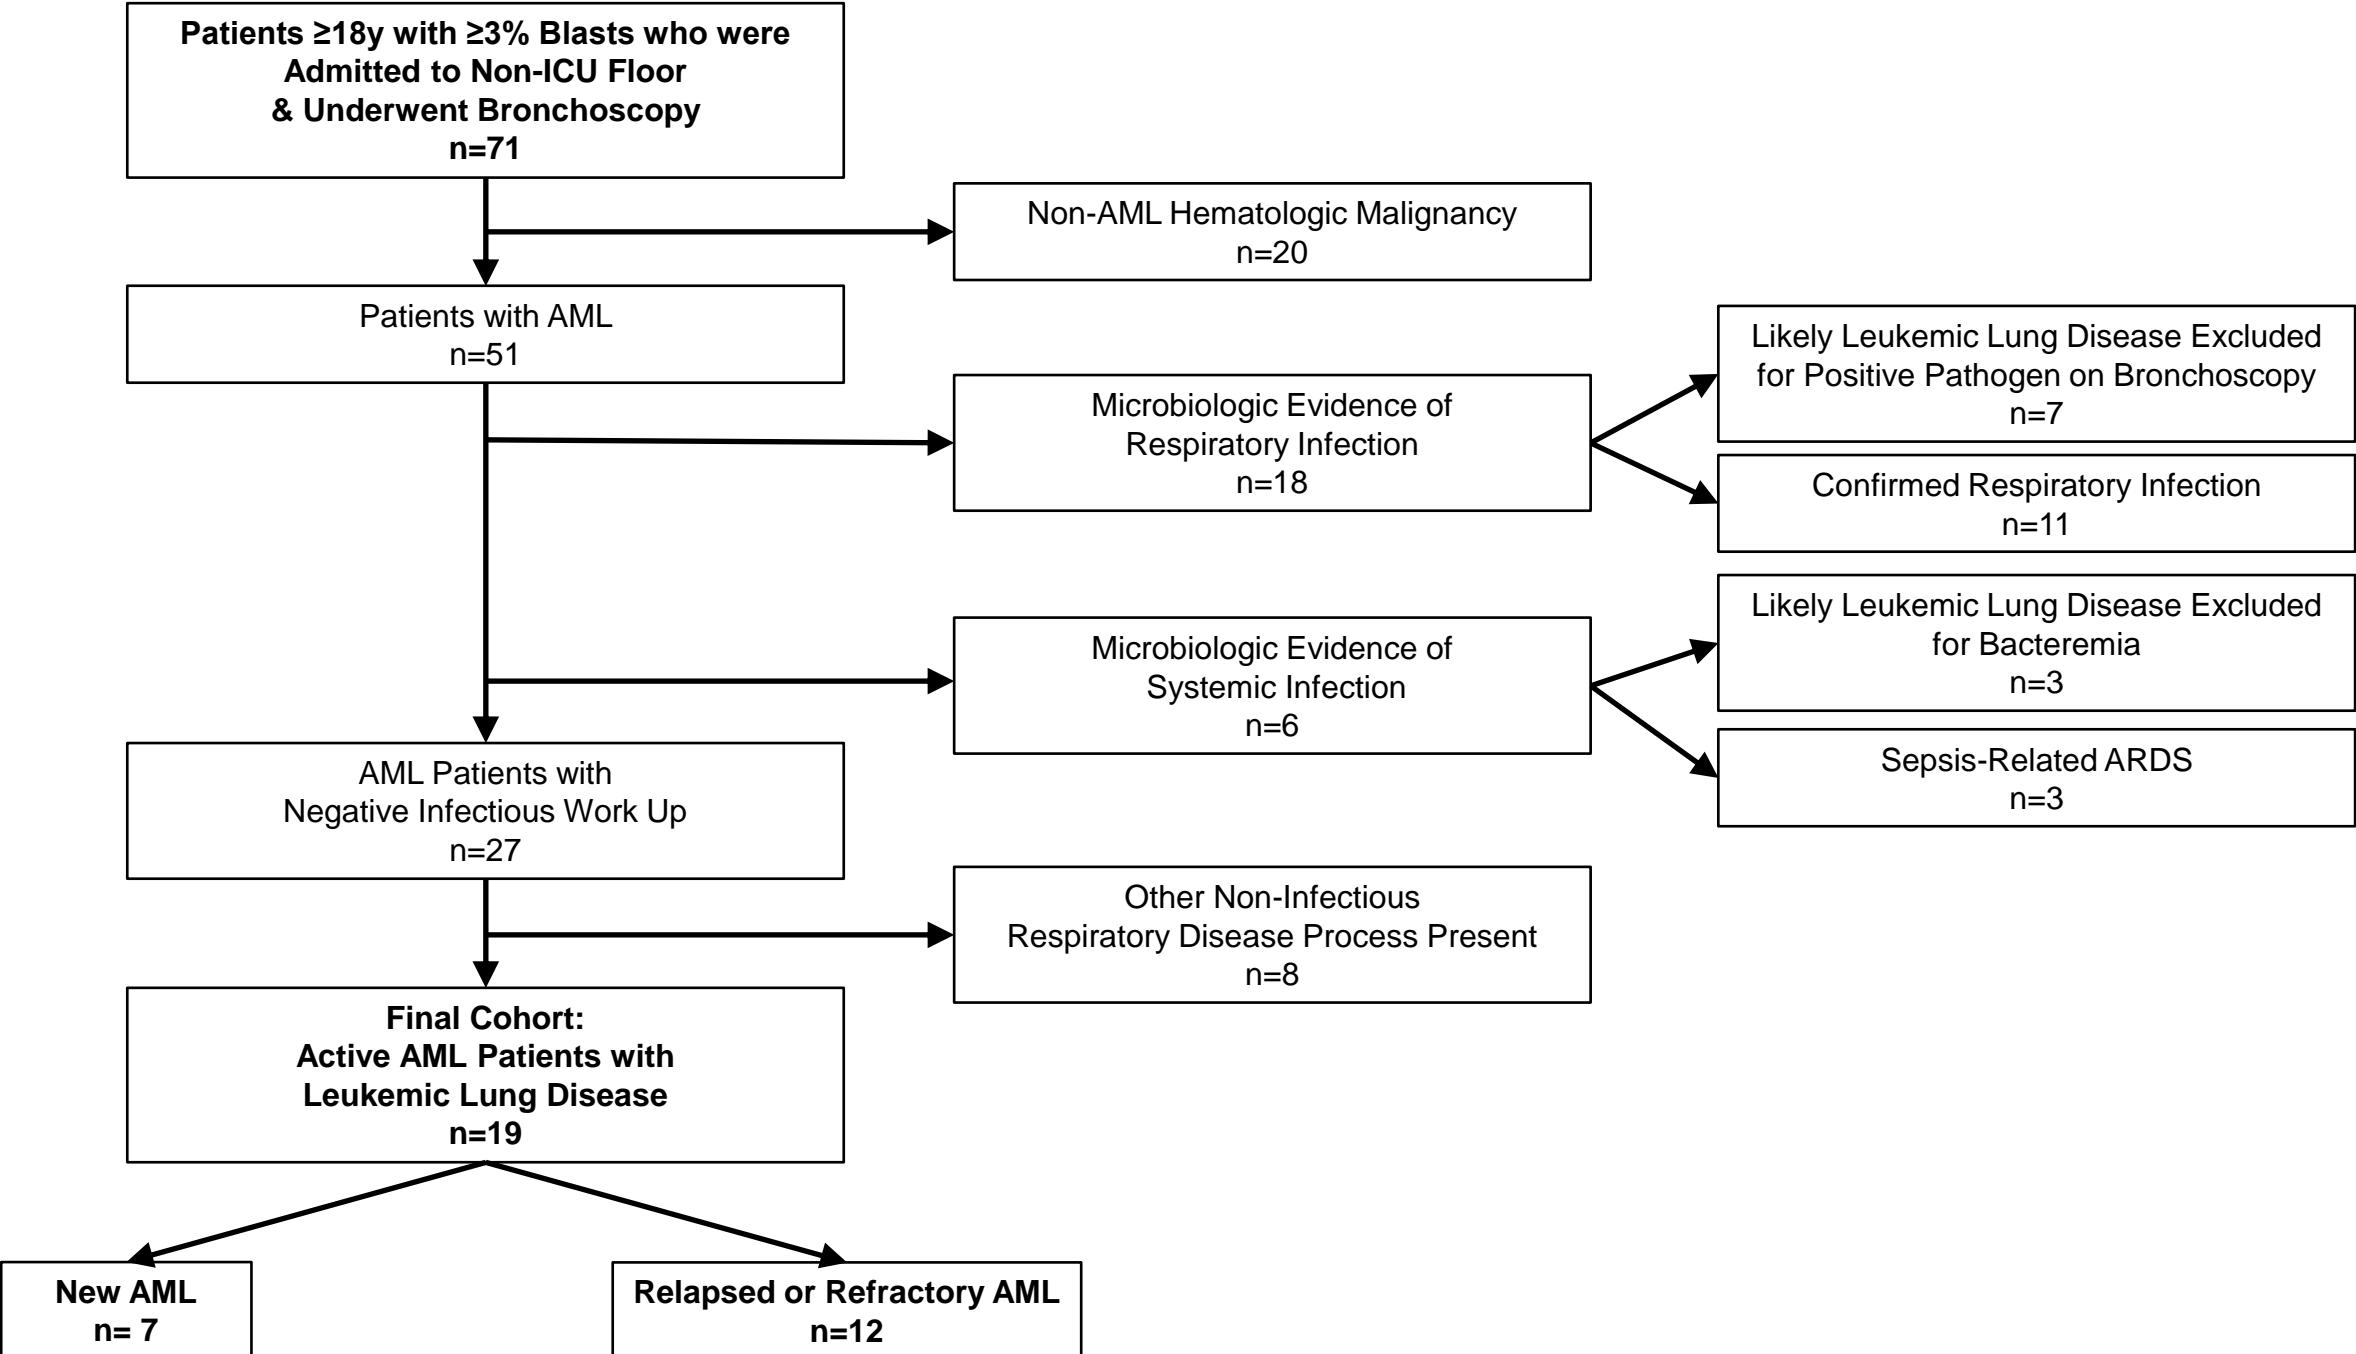 Patients ≥18y with ≥3% Blasts who were
Admitted to Non-ICU Floor
& Underwent Bronchoscopy
n=71
Non-AML Hematologic Malignancy
n=20
Patients with AML
n=51
Microbiologic Evidence of
Respiratory Infection
n=18
Likely Leukemic Lung Disease Excluded
for Positive Pathogen on Bronchoscopy
n=7
Confirmed Respiratory Infection
n=11
Microbiologic Evidence of
Systemic Infection
n=6
Likely Leukemic Lung Disease Excluded
for Bacteremia
n=3
Sepsis-Related ARDS
n=3
AML Patients with
Negative Infectious Work Up
n=27
Other Non-Infectious
Respiratory Disease Process Present
n=8
Final Cohort:
Active AML Patients with
Leukemic Lung Disease
n=19
New AML
n= 7
Relapsed or Refractory AML
n=12